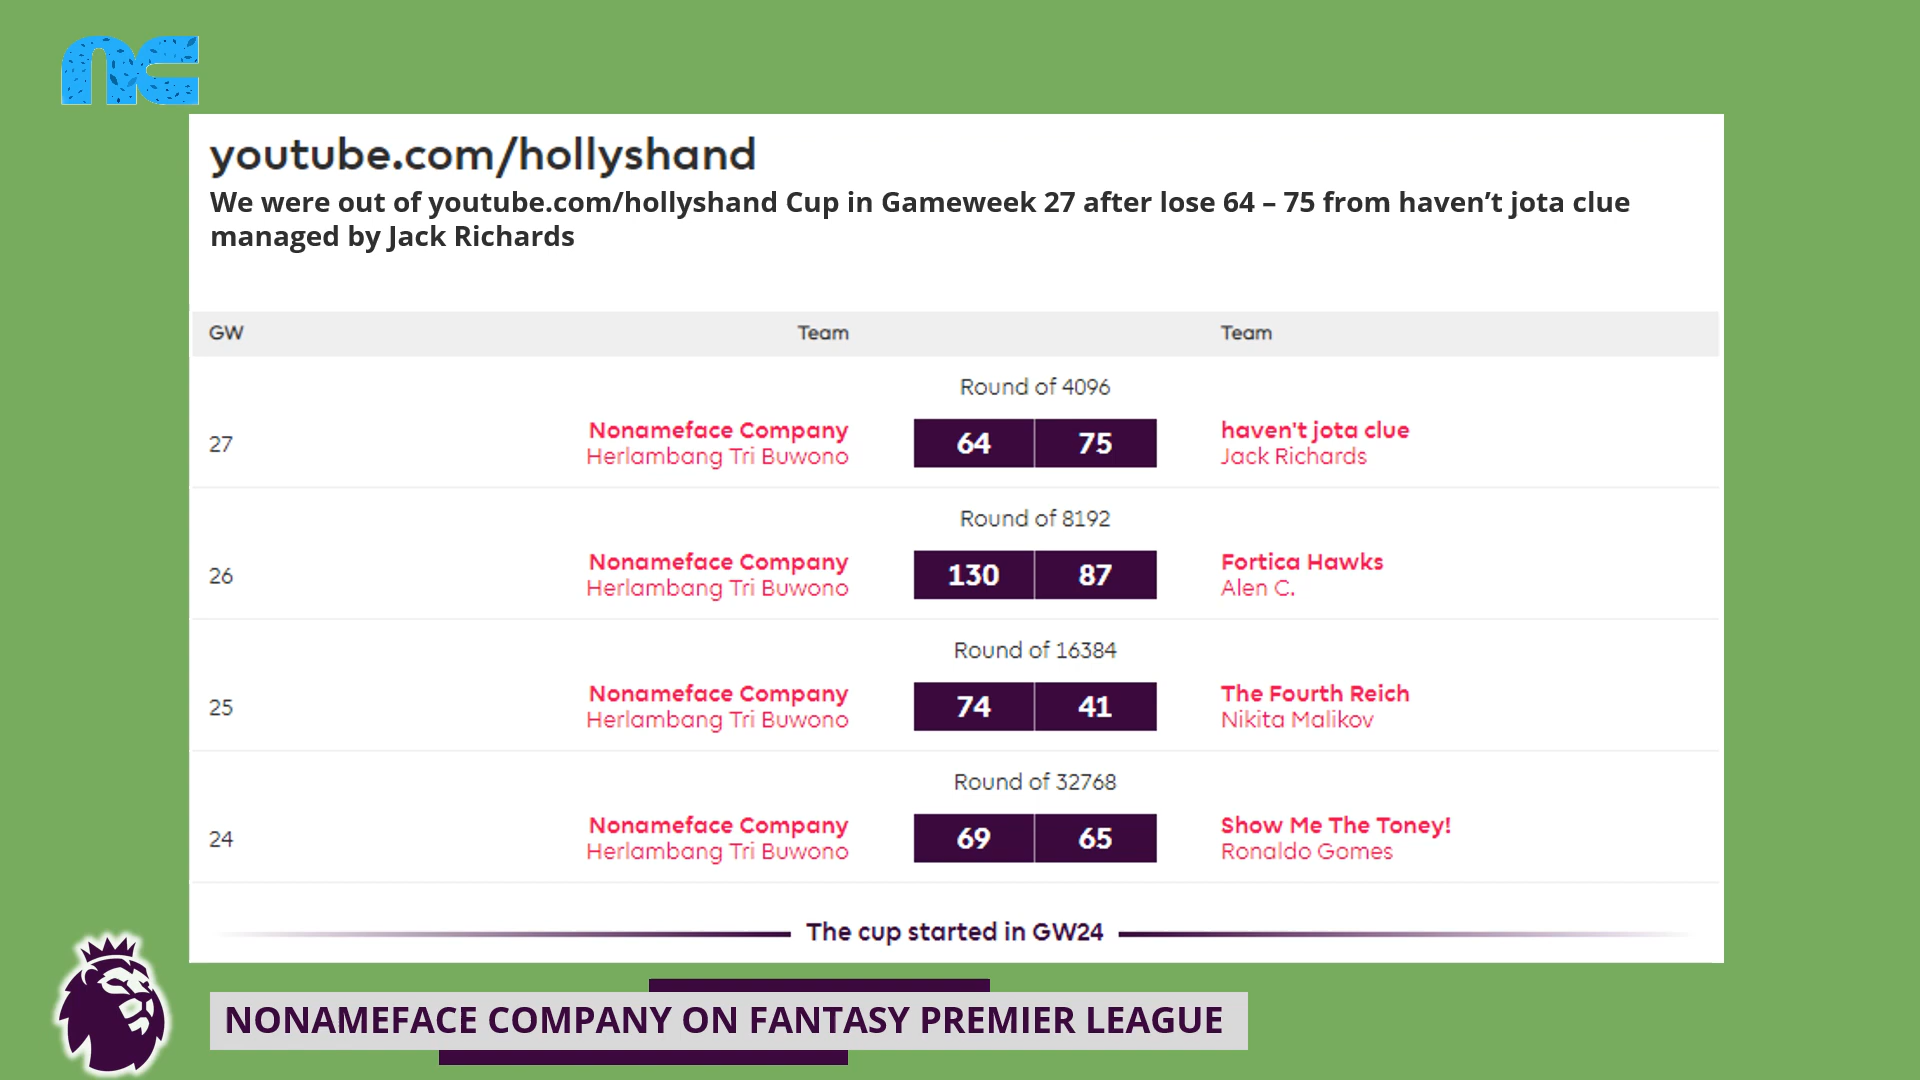 nc
youtube.com/hollyshand
We were out of youtube.com/hollyshand Cup in Gameweek 27 after lose 64 – 75 from haven’t jota clue
managed by Jack Richards
GW Team Team
Round of 4096
27 Nonameface Company 64 75 haven't jota clue
Herlambang Tri Buwono Jack Richards
Round of 8192
26 Nonameface Company 130 87 Fortica Hawks
Herlambang Tri Buwono Alen C.
Round of 16384
25 Nonameface Company 74 41 The Fourth Reich
Herlambang Tri Buwono Nikita Malikov
Round of 32768
24 Nonameface Company 69 65 Show Me The Toney!
Herlambang Tri Buwono Ronaldo Gomes
The cup started in GW24
NONAMEFACE COMPANY ON FANTASY PREMIER LEAGUE